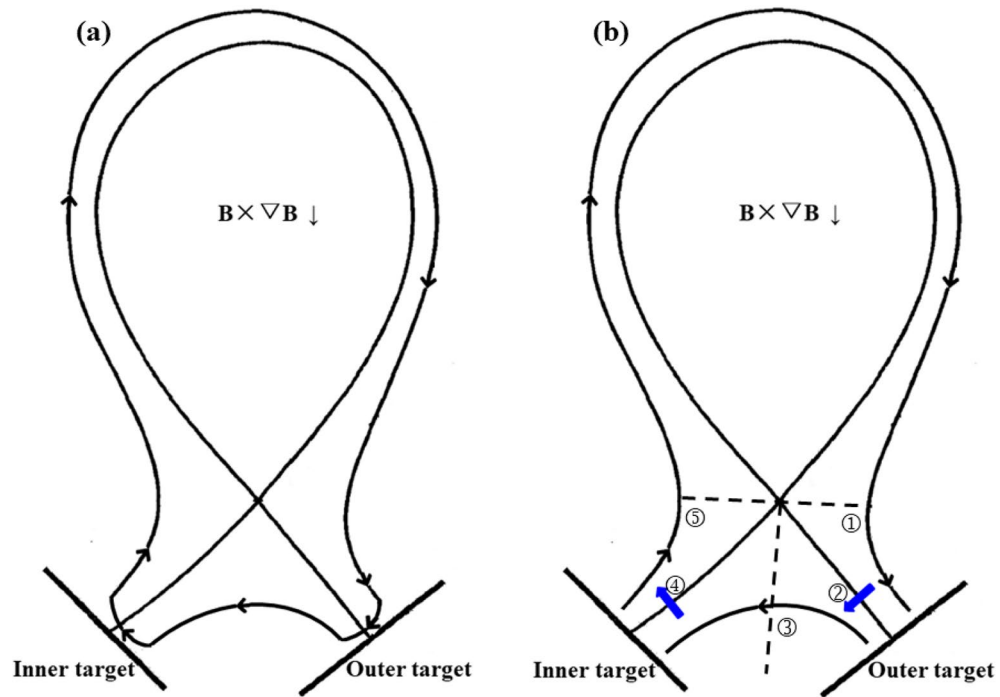 (a)
B×▽B ↓
Inner target
Outer target
(b)
B×▽B ↓
⑤
①
④
②
③
Inner target
Outer target